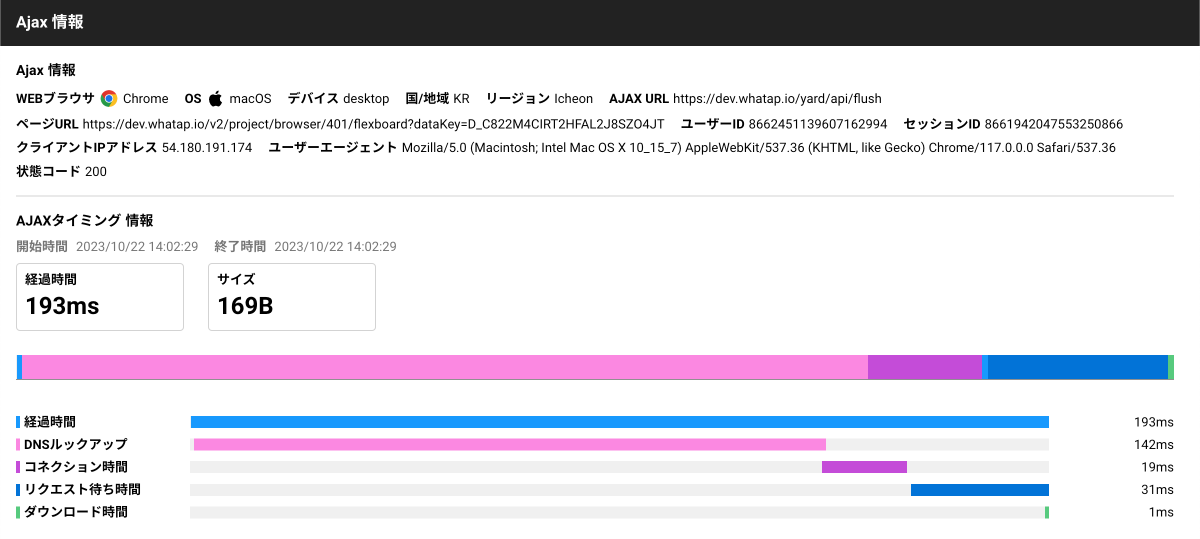 Ajax 情報
Ajax 情報
WEBブラウサ Chrome OS macOS デバイス desktop 国/地域 KR リージョン Icheon AJAX URL https://dev.whatap.io/yard/api/flush
ページURL https://dev.whatap.io/v2/project/browser/401/flexboard?dataKey=D_C822M4CIRT2HFAL2J8SZO4JT ユーザーID 8662451139607162994 セッションID 8661942047553250866
クライアントIPアドレス 54.180.191.174 ユーザーエージェント Mozilla/5.0 (Macintosh; Intel Mac OS X 10_15_7) AppleWebKit/537.36 (KHTML, like Gecko) Chrome/117.0.0.0 Safari/537.36
状態コード 200
AJAXタイミング 情報
開始時間 2023/10/22 14:02:29 終了時間 2023/10/22 14:02:29
経過時間 サイズ
193ms 169B
経過時間 193ms
DNSルックアップ 142ms
コネクション時間 19ms
リクエスト待ち時間 31ms
ダウンロード時間 1ms